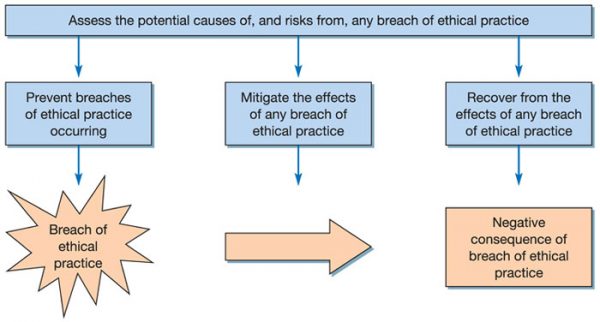 Assess the potential causes of, and risks from, any breach of ethical practice
Prevent breaches
of ethical practice
occurring
Mitigate the effects
of any breach of
ethical practice
Recover from the
effects of any breach
of ethical practice
Breach of
ethical
practice
Negative
consequence of
breach of ethical
practice